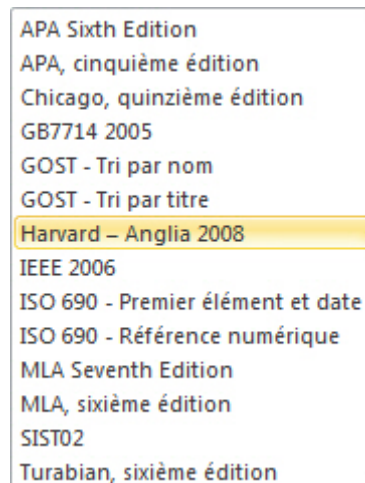 APA Sixth Edition
APA, cinquième édition
Chicago, quinzième édition
GB7714 2005
GOST - Tri par nom
GOST - Tri par titre
Harvard – Anglia 2008
IEEE 2006
ISO 690 - Premier élément et date
ISO 690 - Référence numérique
MLA Seventh Edition
MLA, sixième édition
SIST02
Turabian, sixième édition